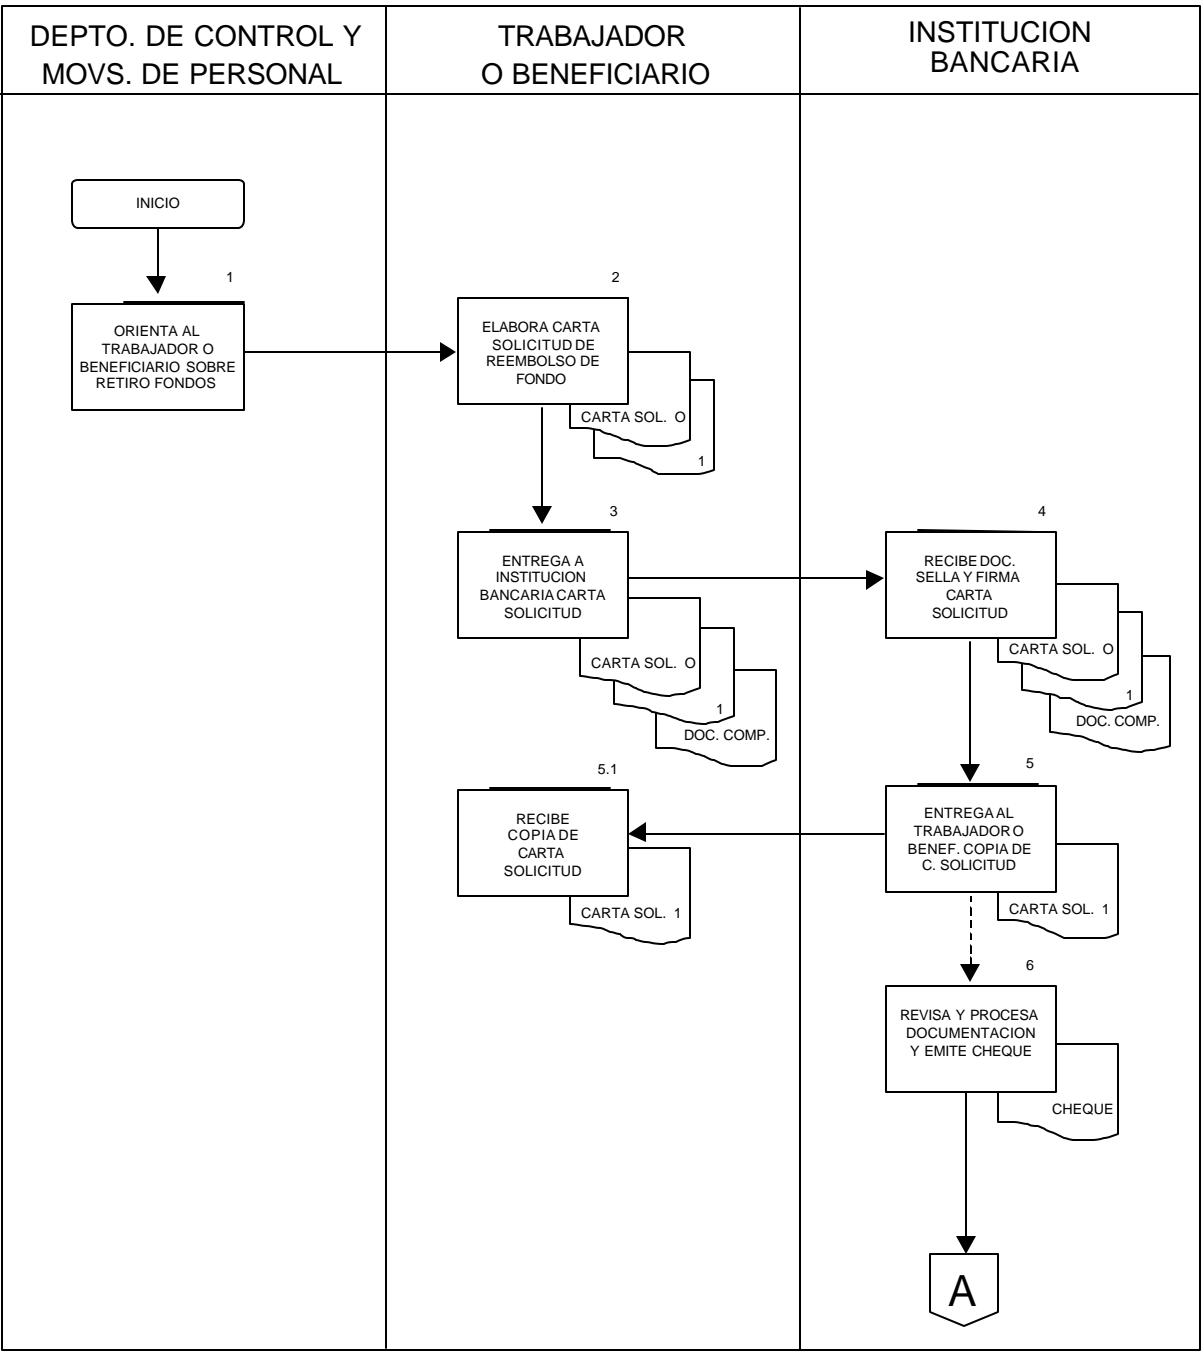 DEPTO. DE CONTROL Y
MOVS. DE PERSONAL
TRABAJADOR
O BENEFICIARIO
INSTITUCION
BANCARIA
INICIO
1
ORIENTA AL
TRABAJADOR O
BENEFICIARIO SOBRE
RETIRO FONDOS
2
ELABORA CARTA
SOLICITUD DE
REEMBOLSO DE
FONDO
CARTA SOL. O
1
3
ENTREGA A
INSTITUCION
BANCARIA CARTA
SOLICITUD
CARTA SOL. O
1
DOC. COMP.
4
RECIBE DOC.
SELLA Y FIRMA
CARTA
SOLICITUD
CARTA SOL. O
1
DOC. COMP.
5
ENTREGA AL
TRABAJADOR O
BENEF. COPIA DE
C. SOLICITUD
CARTA SOL. 1
5.1
RECIBE
COPIA DE
CARTA
SOLICITUD
CARTA SOL. 1
6
REVISA Y PROCESA
DOCUMENTACION
Y EMITE CHEQUE
CHEQUE
A